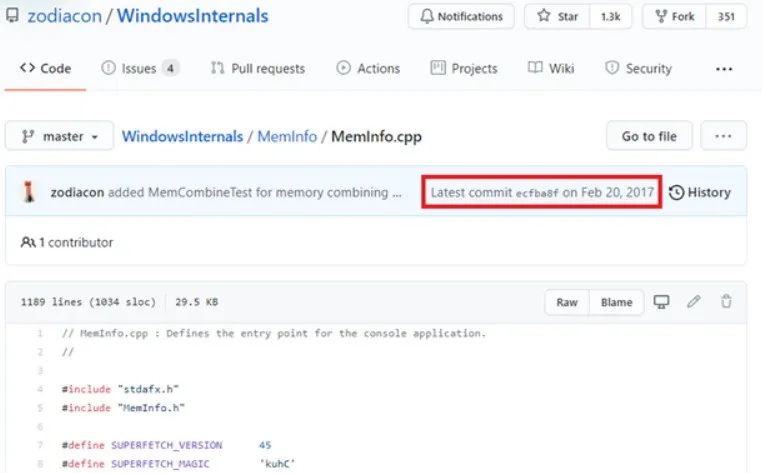 zodiacon / WindowsInternals Notifications Star 1.3k Fork 351
Code Issues 4 Pull requests Actions Projects Wiki Security ...
master WindowsInternals / MemInfo / MemInfo.cpp Go to file ...
zodiacon added MemCombineTest for memory combining ... Latest commit ecfba8f on Feb 20, 2017 History
1 contributor
1189 lines (1034 sloc) 29.5 KB Raw Blame
1 // MemInfo.cpp : Defines the entry point for the console application.
2 //
3
4 #include "stdafx.h"
5 #include "MemInfo.h"
6
7 #define SUPERFETCH_VERSION 45
8 #define SUPERFETCH_MAGIC 'kuhC'